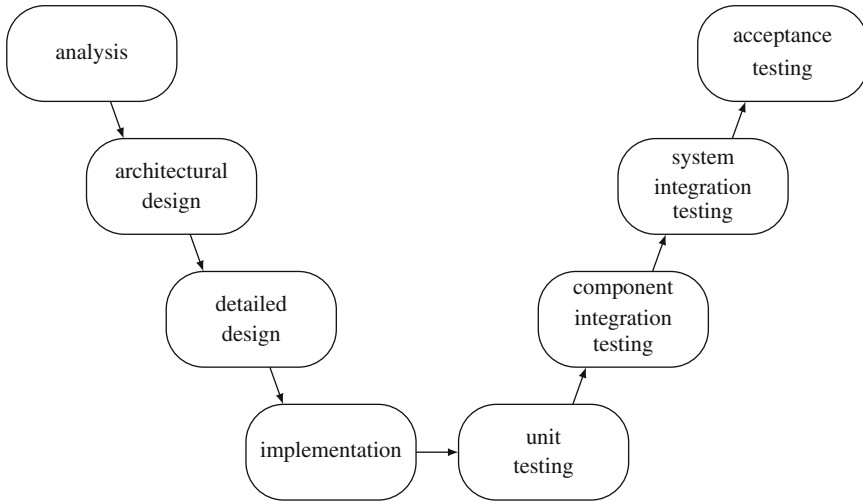 analysis
architectural
design
detailed
design
implementation
unit
testing
component
integration
testing
system
integration
testing
acceptance
testing